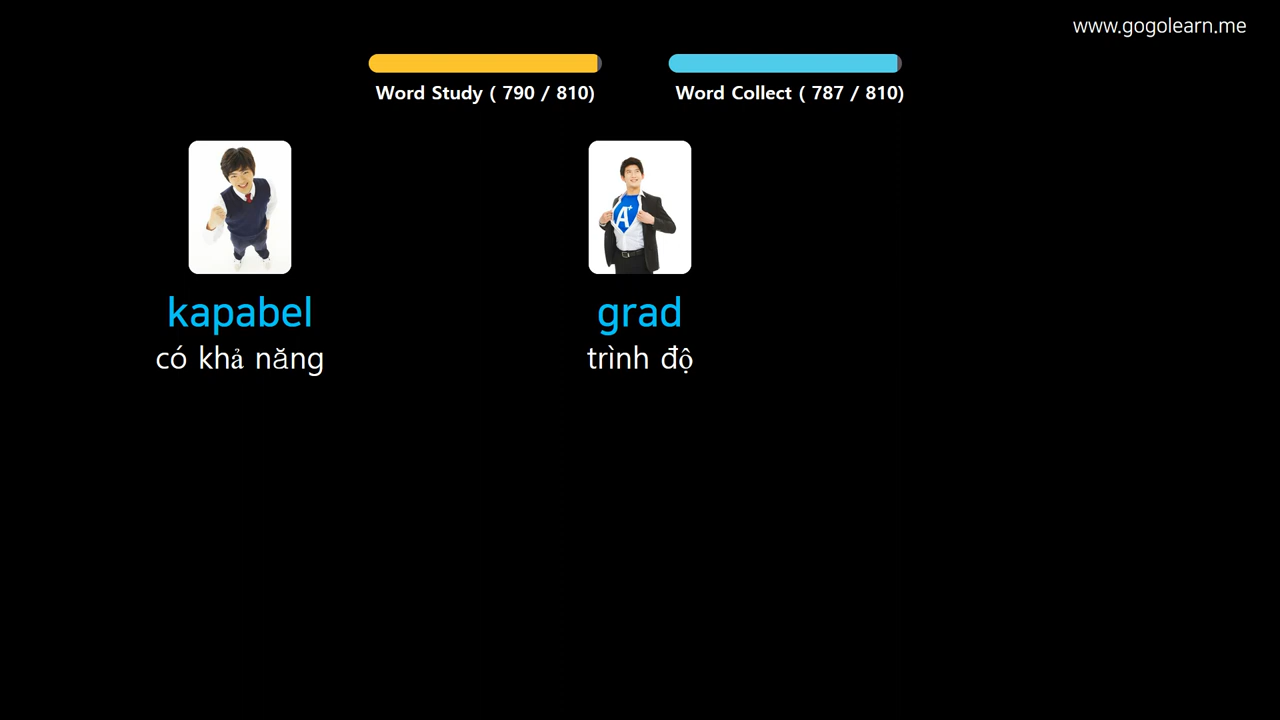 www.gogolearn.me
Word Study ( 790 / 810)
Word Collect ( 787 / 810)
A+
kapabel
grad
có khả năng
trình độ